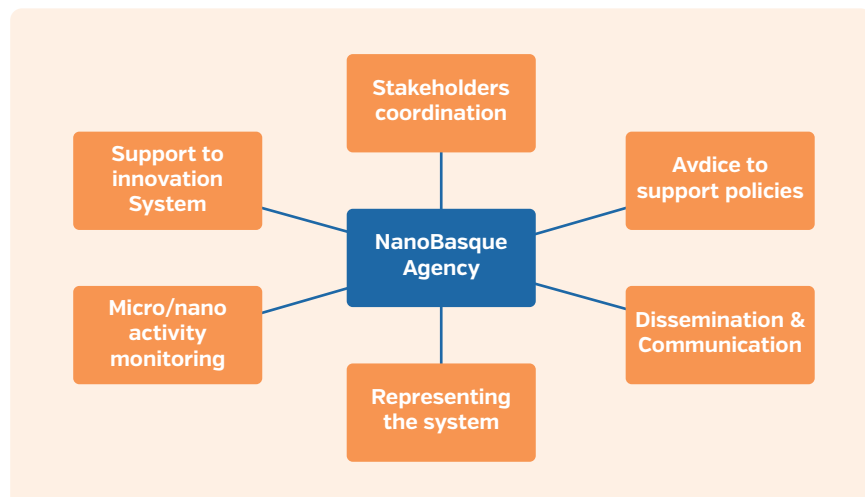 Stakeholders
coordination
Support to
innovation
System
Avdice to
support policies
NanoBasque
Agency
Micro/nano
activity
monitoring
Dissemination &
Communication
Representing
the system